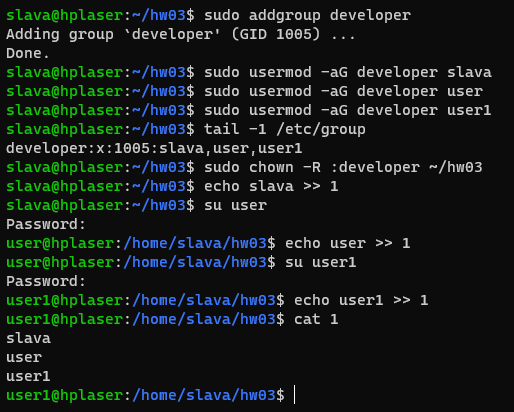 slava@hplaser:~/hw03$ sudo addgroup developer
Adding group `developer' (GID 1005) ...
Done.
slava@hplaser:~/hw03$ sudo usermod -aG developer slava
slava@hplaser:~/hw03$ sudo usermod -aG developer user
slava@hplaser:~/hw03$ sudo usermod -aG developer user1
slava@hplaser:~/hw03$ tail -1 /etc/group
developer:x:1005:slava,user,user1
slava@hplaser:~/hw03$ sudo chown -R :developer ~/hw03
slava@hplaser:~/hw03$ echo slava >> 1
slava@hplaser:~/hw03$ su user
Password:
user@hplaser:/home/slava/hw03$ echo user >> 1
user@hplaser:/home/slava/hw03$ su user1
Password:
user1@hplaser:/home/slava/hw03$ echo user1 >> 1
user1@hplaser:/home/slava/hw03$ cat 1
slava
user
user1
user1@hplaser:/home/slava/hw03$